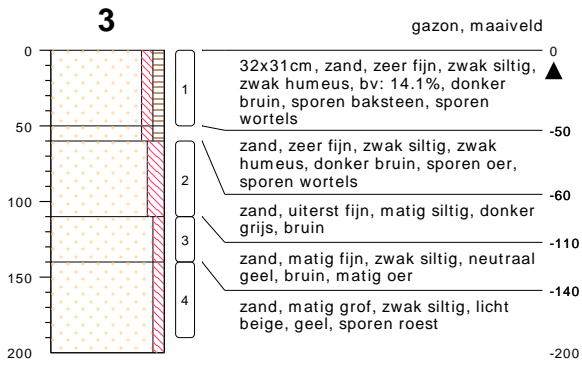 3
gazon, maaiveld
0
50
100
150
200
1
2
3
4
0
32x31cm, zand, zeer fijn, zwak siltig,
zwak humeus, bv: 14.1%, donker
bruin, sporen baksteen, sporen
wortels
-50
zand, zeer fijn, zwak siltig, zwak
humeus, donker bruin, sporen oer,
sporen wortels
-60
zand, uiterst fijn, matig siltig, donker
grijs, bruin
-110
zand, matig fijn, zwak siltig, neutraal
geel, bruin, matig oer
-140
zand, matig grof, zwak siltig, licht
beige, geel, sporen roest
-200